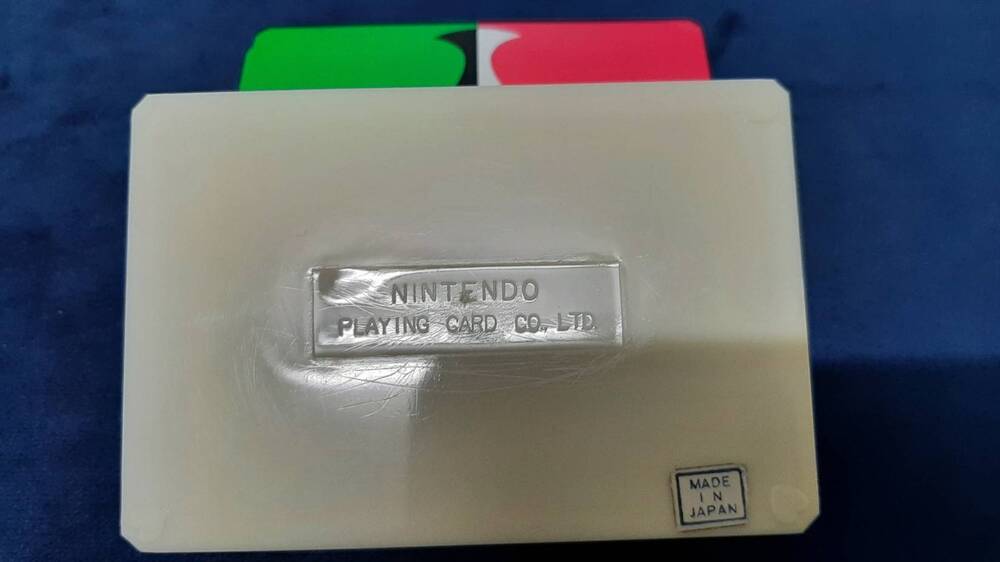 NINTENDO
PLAYING CARD CO., LTD.
MADE
IN
JAPAN